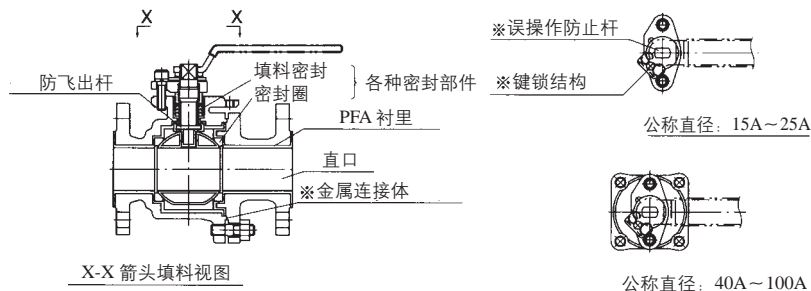 X X
防飞出杆
填料密封
密封圈
各种密封部件
PFA 衬里
直口
※金属连接体
X-X 箭头填料视图
※误操作防止杆
※键锁结构
公称直径：15A～25A
公称直径：40A～100A